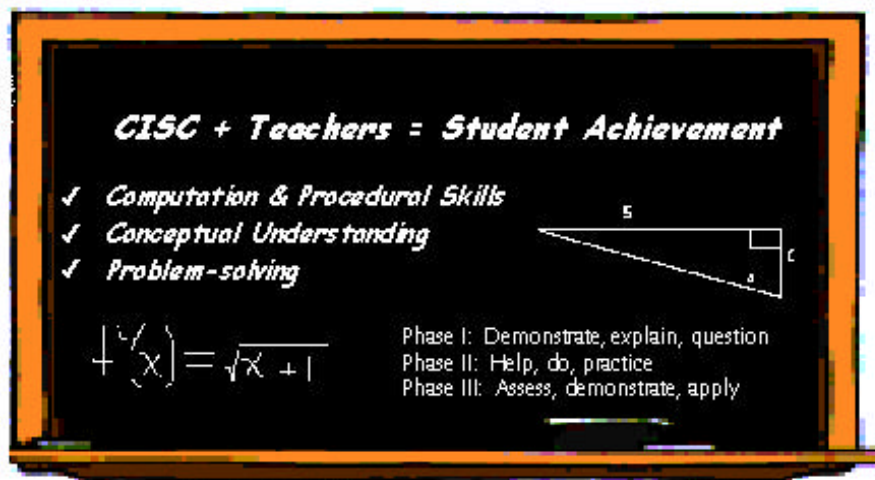 CISC + Teachers = Student Achievement
✓ Computation & Procedural Skills
✓ Conceptual Understanding
✓ Problem-solving
S
(x) = √x + 1
Phase I: Demonstrate, explain, question
Phase II: Help, do, practice
Phase III: Assess, demonstrate, apply